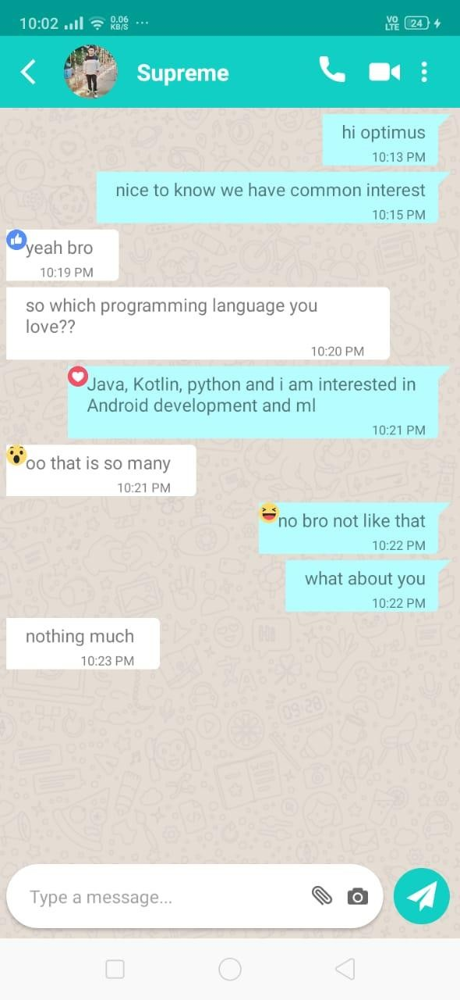 10:02 0.06 KB/S ... VO LTE 24
Supreme
hi optimus
10:13 PM
nice to know we have common interest
10:15 PM
yeah bro
10:19 PM
so which programming language you
love??
10:20 PM
Java, Kotlin, python and i am interested in
Android development and ml
10:21 PM
oo that is so many
10:21 PM
no bro not like that
10:22 PM
what about you
10:22 PM
nothing much
10:23 PM
Type a message...